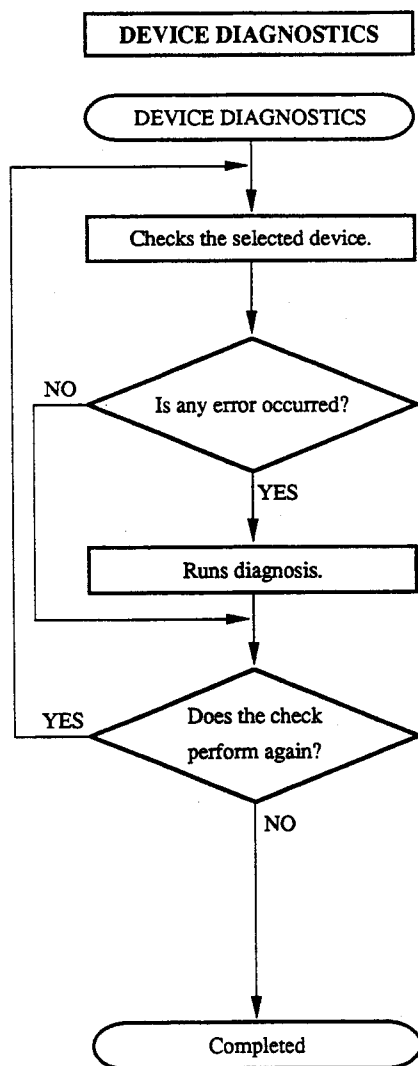 DEVICE DIAGNOSTICS
DEVICE DIAGNOSTICS
Checks the selected device.
Is any error occurred?
NO
YES
Runs diagnosis.
Does the check
perform again?
YES
NO
Completed